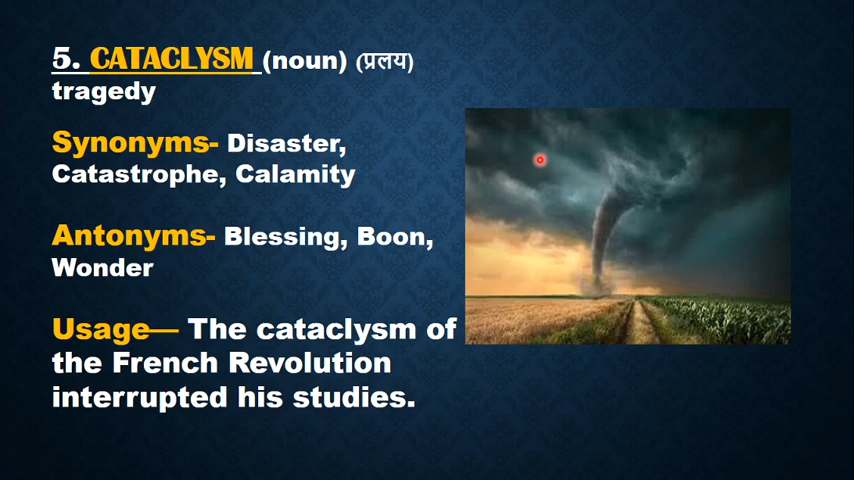 5. CATACLYSM (noun) (प्रलय)
tragedy
Synonyms- Disaster,
Catastrophe, Calamity
Antonyms- Blessing, Boon,
Wonder
Usage— The cataclysm of
the French Revolution
interrupted his studies.